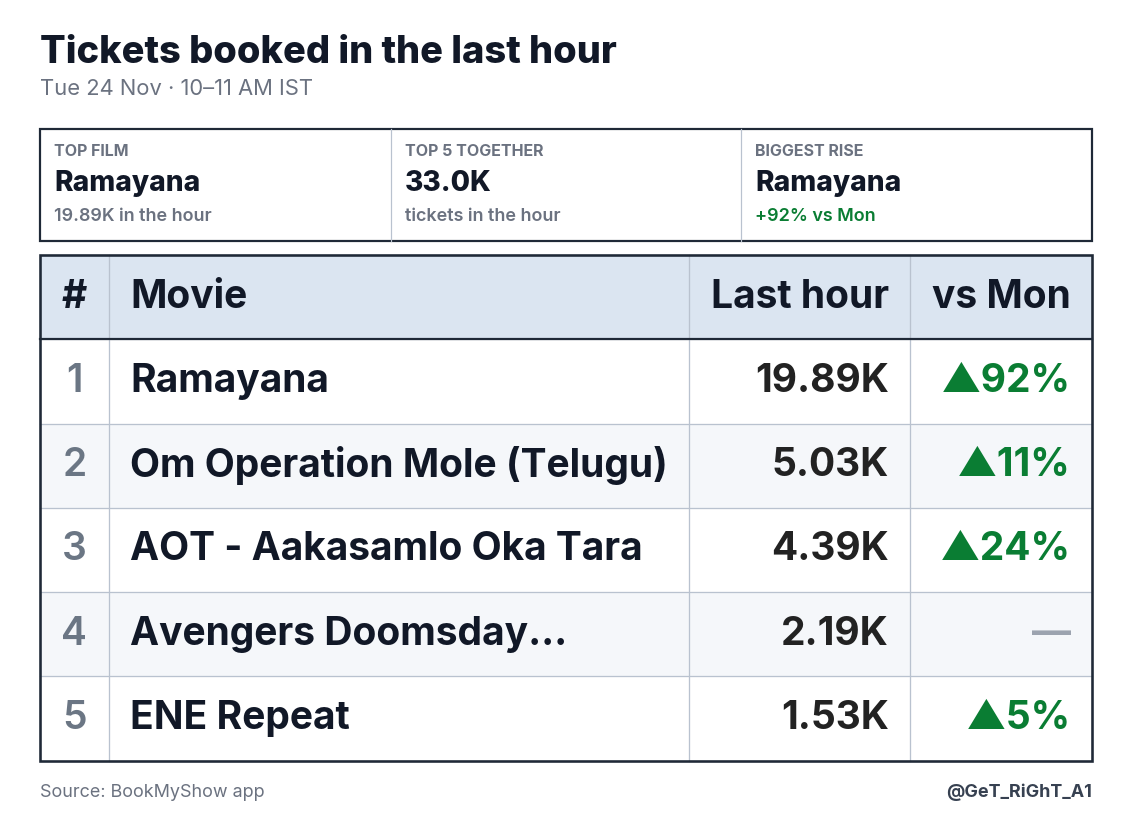 Tickets booked in the last hour
Tue 24 Nov · 10–11 AM IST
TOP FILM
Ramayana
19.89K in the hour
TOP 5 TOGETHER
33.0K
tickets in the hour
BIGGEST RISE
Ramayana
+92% vs Mon
# Movie Last hour vs Mon
1 Ramayana 19.89K ▲92%
2 Om Operation Mole (Telugu) 5.03K ▲11%
3 AOT - Aakasamlo Oka Tara 4.39K ▲24%
4 Avengers Doomsday... 2.19K —
5 ENE Repeat 1.53K ▲5%
Source: BookMyShow app
@GeT_RiGhT_A1